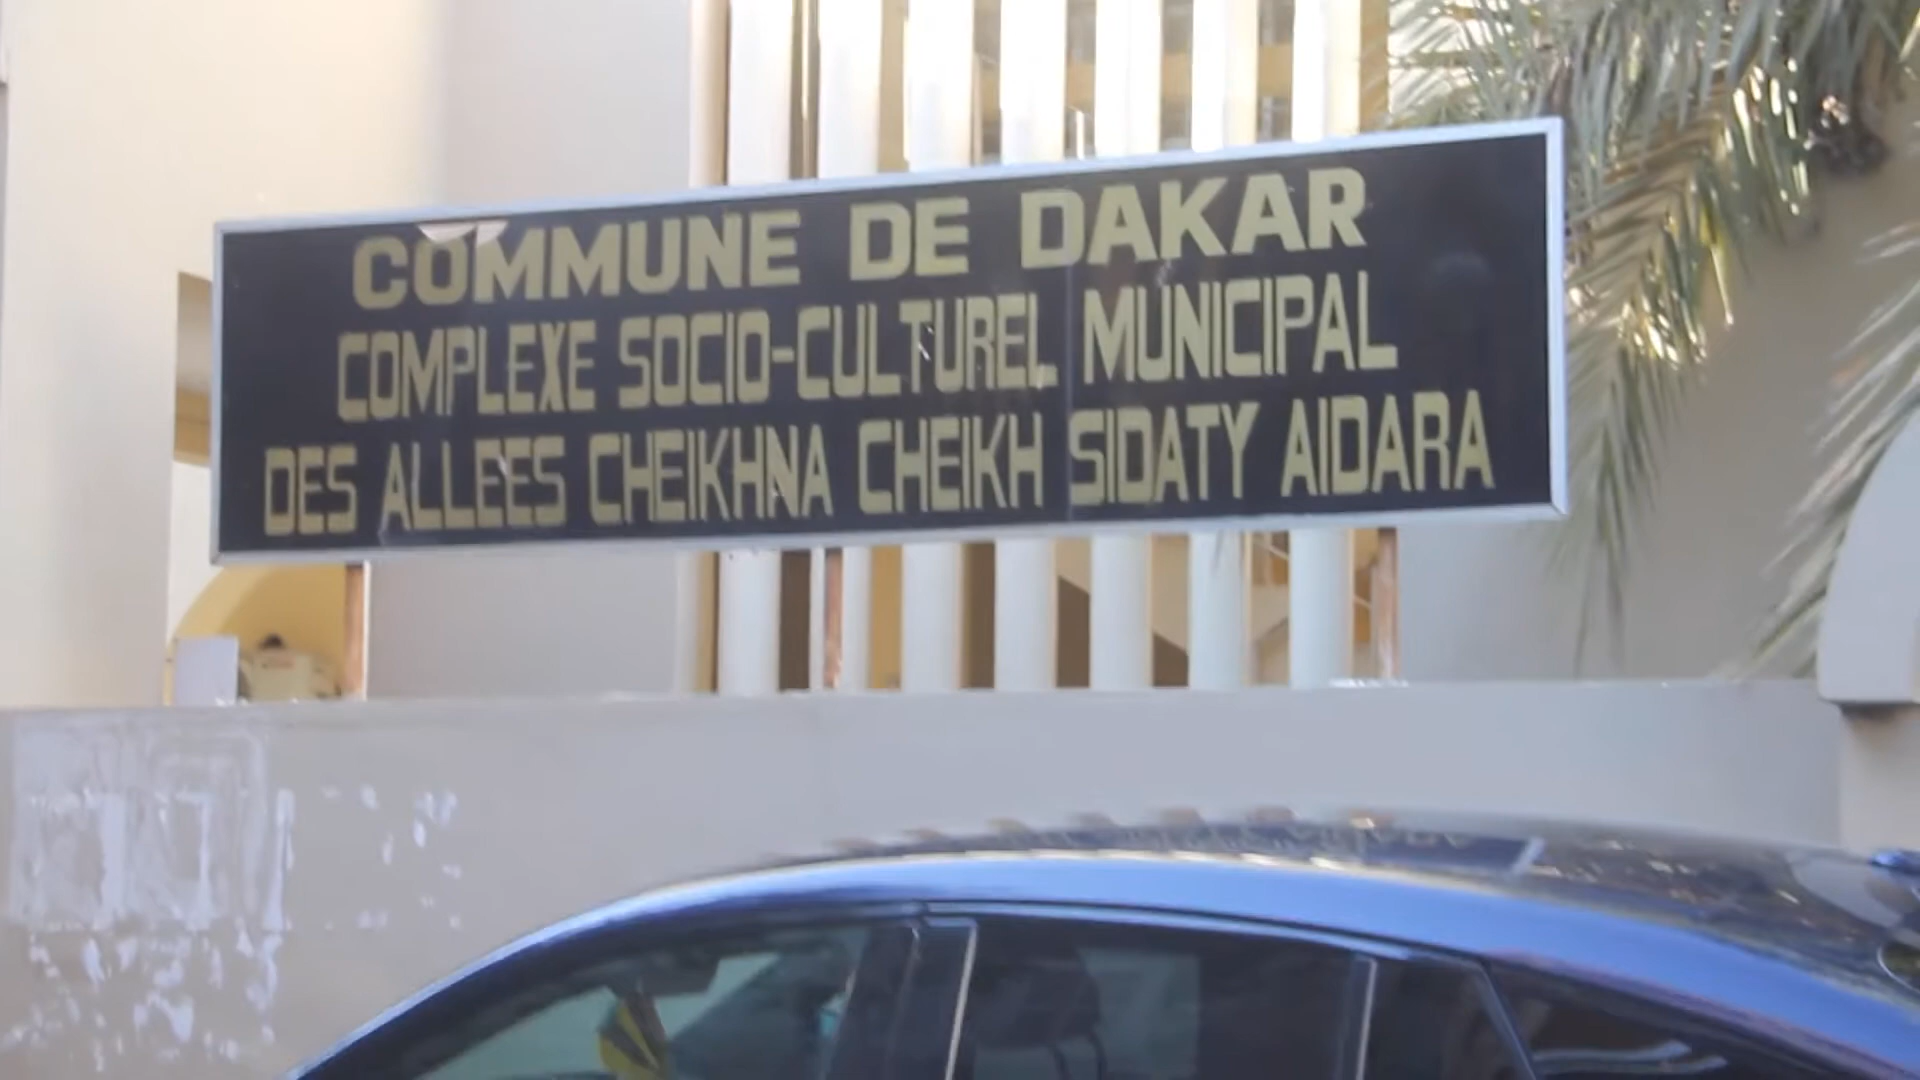 COMMUNE DE DAKAR
COMPLEXE SOCIO-CULTUREL MUNICIPAL
DES ALLEES CHEIKHNA CHEIKH SIDATY AIDARA